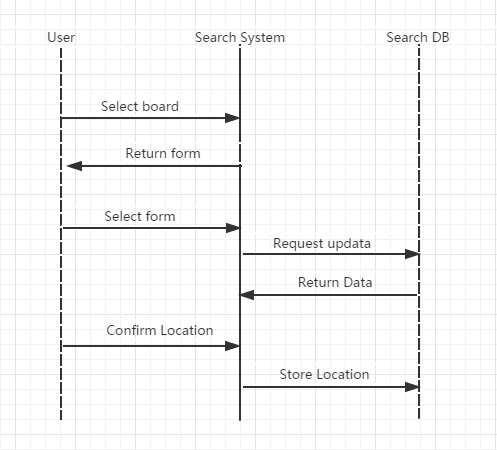 User Search System Search DB
Select board
Return form
Select form
Request updata
Return Data
Confirm Location
Store Location